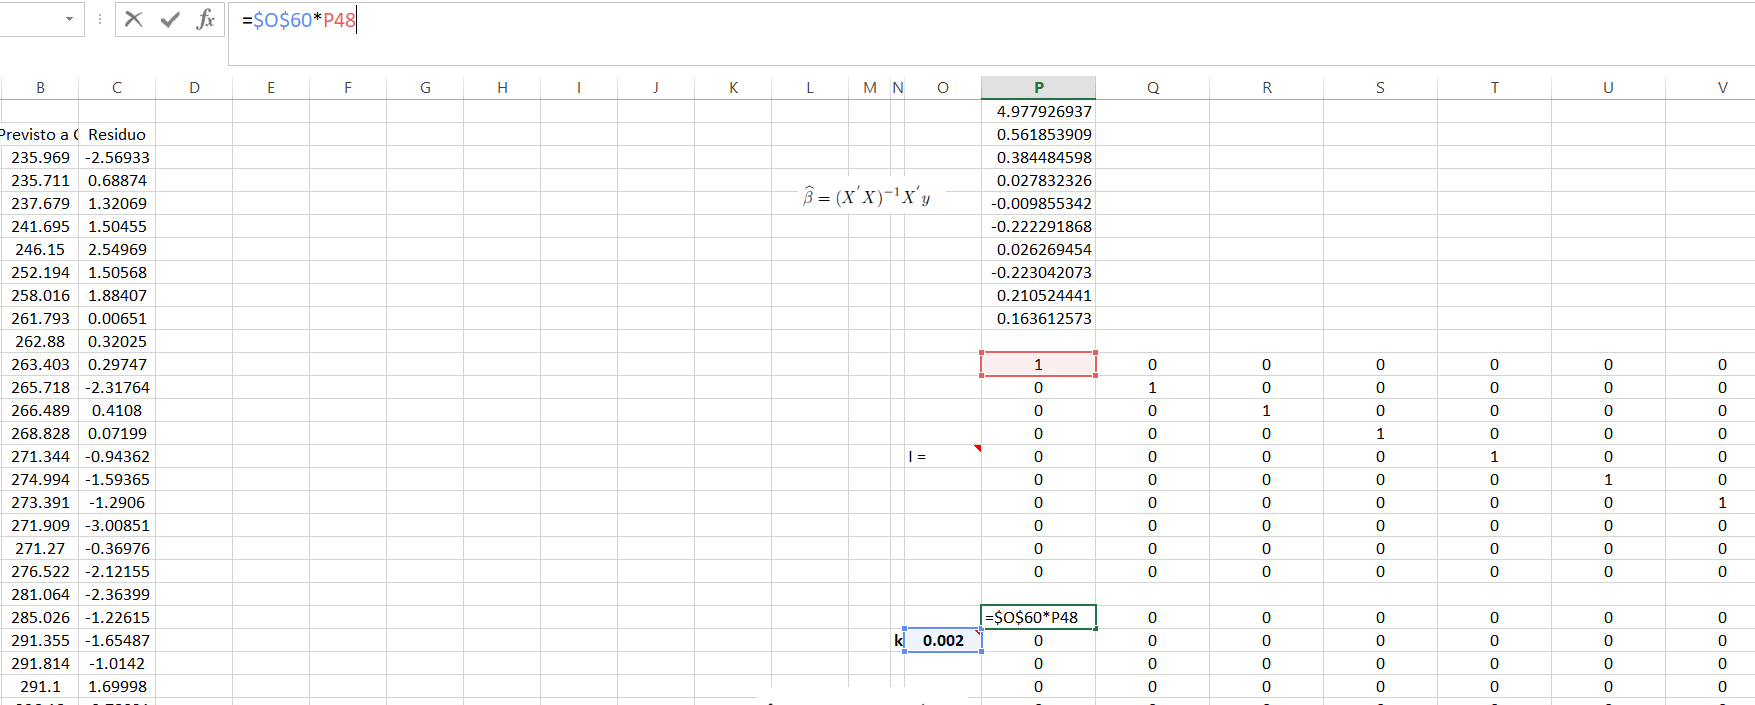 =$O$60*P48
B C D E F G H I J K L M N O P Q R S T U V
4.977926937
Previsto a Residuo 0.561853909
235.969 -2.56933 0.384484598
235.711 0.68874 0.027832326
237.679 1.32069 -0.009855342
β̂ = (X′X)⁻¹X′y
241.695 1.50455 -0.222291868
246.15 2.54969 0.026269454
252.194 1.50568 -0.223042073
258.016 1.88407 0.210524441
261.793 0.00651 0.163612573
262.88 0.32025
263.403 0.29747 1 0 0 0 0 0 0
265.718 -2.31764 0 1 0 0 0 0 0
266.489 0.4108 0 0 1 0 0 0 0
268.828 0.07199 0 0 0 1 0 0 0
271.344 -0.94362 I = 0 0 0 0 1 0 0
274.994 -1.59365 0 0 0 0 0 1 0
273.391 -1.2906 0 0 0 0 0 0 1
271.909 -3.00851 0 0 0 0 0 0 0
271.27 -0.36976 0 0 0 0 0 0 0
276.522 -2.12155 0 0 0 0 0 0 0
281.064 -2.36399
285.026 -1.22615 =$O$60*P48 0 0 0 0 0 0
291.355 -1.65487 k 0.002 0 0 0 0 0 0 0
291.814 -1.0142 0 0 0 0 0 0 0
291.1 1.69998 0 0 0 0 0 0 0